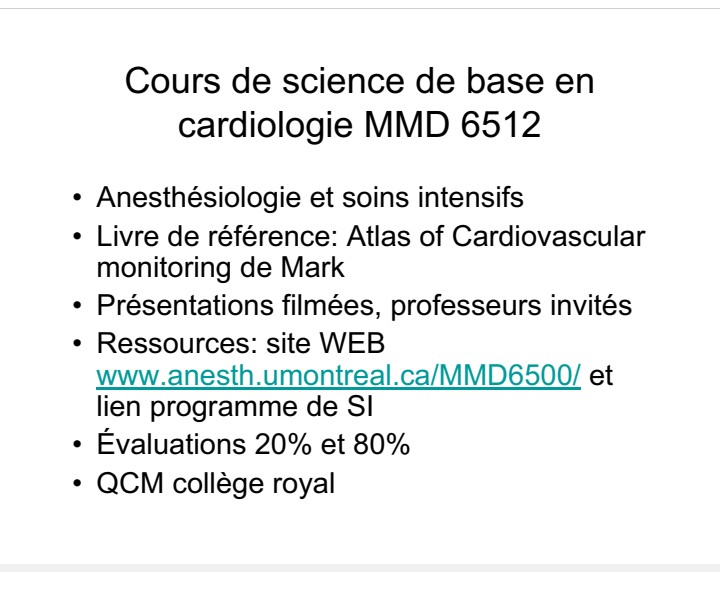 Cours de science de base en
cardiologie MMD 6512
• Anesthésiologie et soins intensifs
• Livre de référence: Atlas of Cardiovascular
monitoring de Mark
• Présentations filmées, professeurs invités
• Ressources: site WEB
www.anesth.umontreal.ca/MMD6500/ et
lien programme de SI
• Évaluations 20% et 80%
• QCM collège royal